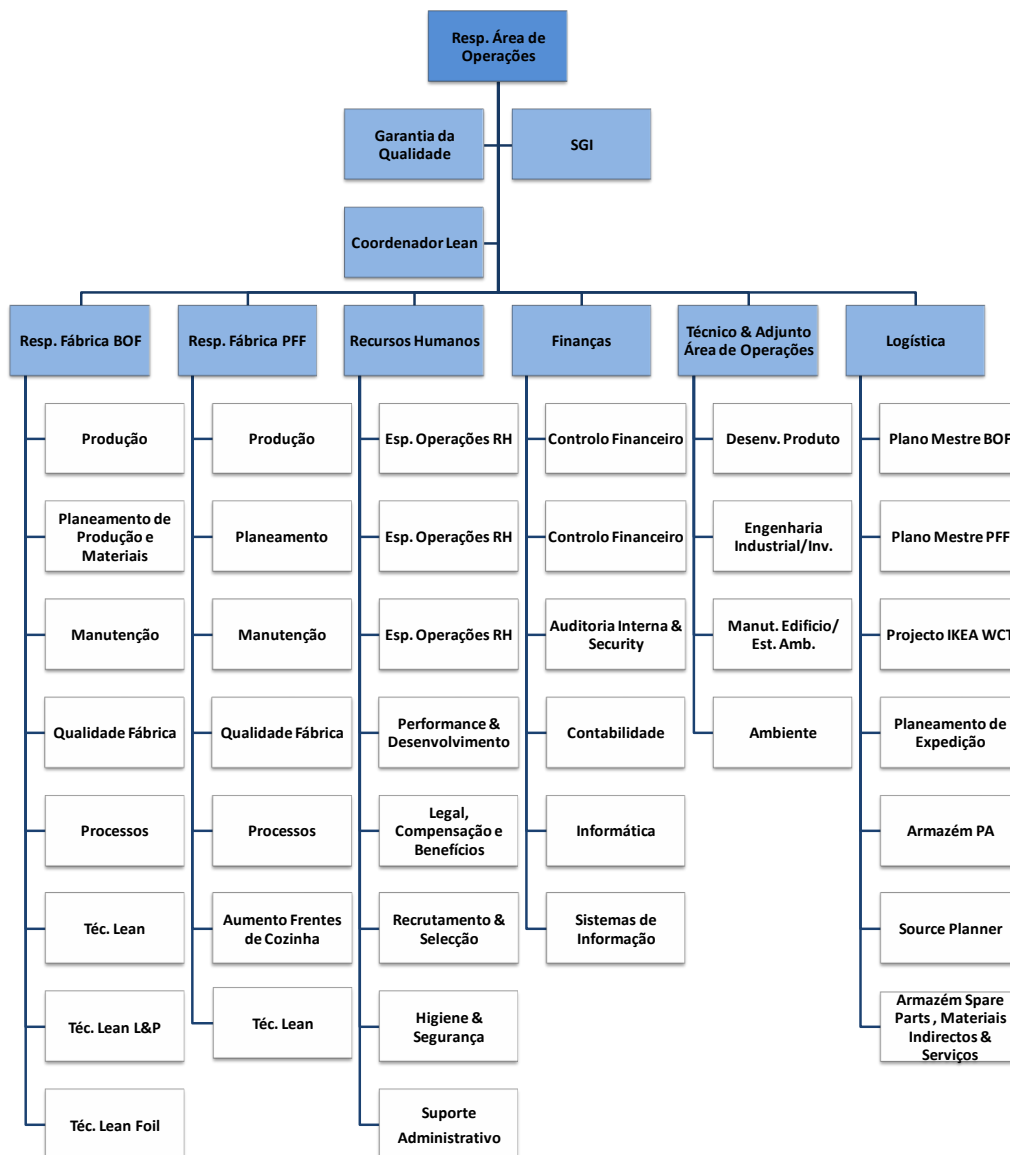 Resp. Área de
Operações
Garantia da
Qualidade
SGI
Coordenador Lean
Resp. Fábrica BOF
Resp. Fábrica PFF
Recursos Humanos
Finanças
Técnico & Adjunto
Área de Operações
Logística
Produção
Planeamento de
Produção e
Materiais
Manutenção
Qualidade Fábrica
Processos
Téc. Lean
Téc. Lean L&P
Téc. Lean Foil
Produção
Planeamento
Manutenção
Qualidade Fábrica
Processos
Aumento Frentes
de Cozinha
Téc. Lean
Esp. Operações RH
Esp. Operações RH
Esp. Operações RH
Performance &
Desenvolvimento
Legal,
Compensação e
Benefícios
Recrutamento &
Selecção
Higiene &
Segurança
Suporte
Administrativo
Controlo Financeiro
Controlo Financeiro
Auditoria Interna &
Security
Contabilidade
Informática
Sistemas de
Informação
Desenv. Produto
Engenharia
Industrial/Inv.
Manut. Edificio/
Est. Amb.
Ambiente
Plano Mestre BOF
Plano Mestre PFF
Projecto IKEA WCT
Planeamento de
Expedição
Armazém PA
Source Planner
Armazém Spare
Parts , Materiais
Indirectos &
Serviços